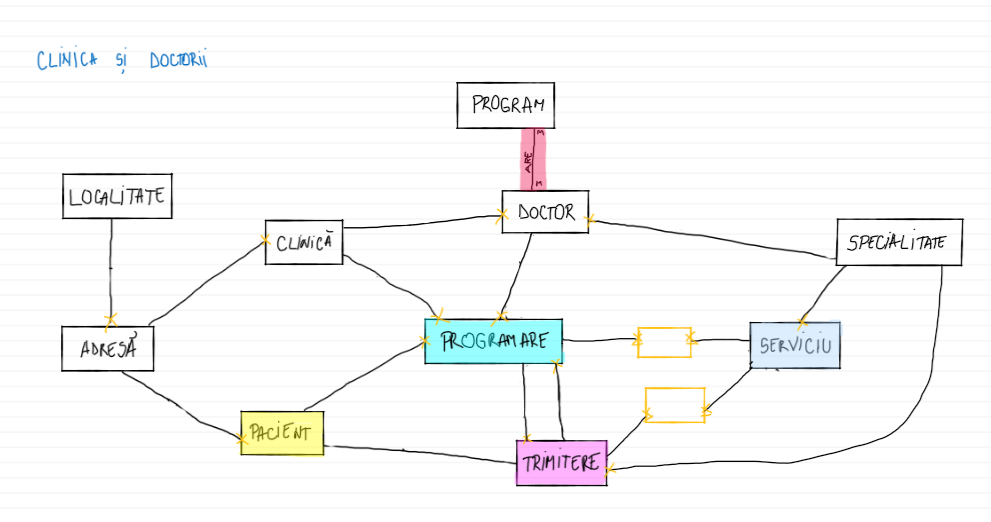 CLINICA ȘI DOCTORII
PROGRAM
M
ARE
M
LOCALITATE
DOCTOR
CLINICĂ
SPECIALITATE
ADRESĂ
PROGRAMARE
SERVICIU
PACIENT
TRIMITERE